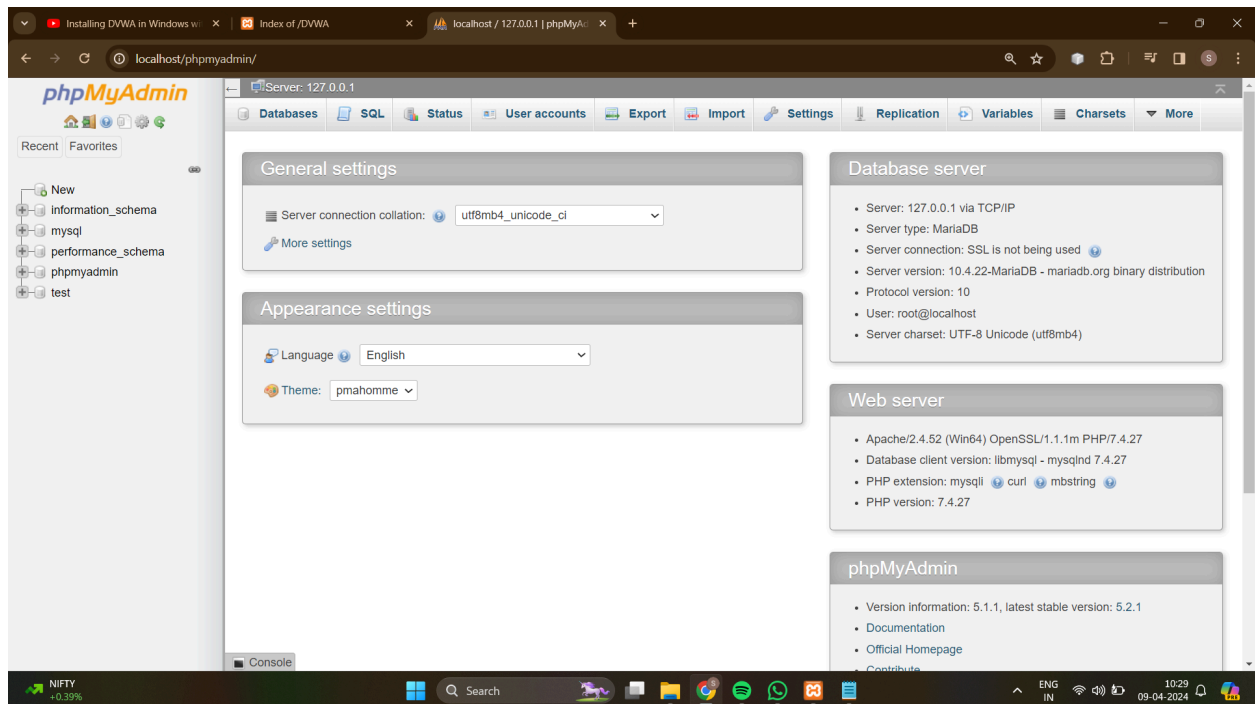 Installing DVWA in Windows wi
Index of /DVWA
localhost / 127.0.0.1 | phpMyAd
localhost/phpmyadmin/
S
phpMyAdmin
Recent Favorites
New
information_schema
mysql
performance_schema
phpmyadmin
test
Server: 127.0.0.1
Databases SQL Status User accounts Export Import Settings Replication Variables Charsets More
General settings
Server connection collation: utf8mb4_unicode_ci
More settings
Appearance settings
Language English
Theme: pmahomme
Database server
Server: 127.0.0.1 via TCP/IP
Server type: MariaDB
Server connection: SSL is not being used
Server version: 10.4.22-MariaDB - mariadb.org binary distribution
Protocol version: 10
User: root@localhost
Server charset: UTF-8 Unicode (utf8mb4)
Web server
Apache/2.4.52 (Win64) OpenSSL/1.1.1m PHP/7.4.27
Database client version: libmysql - mysqlnd 7.4.27
PHP extension: mysqli curl mbstring
PHP version: 7.4.27
phpMyAdmin
Version information: 5.1.1, latest stable version: 5.2.1
Documentation
Official Homepage
Contribute
Console
NIFTY
+0.39%
Search
ENG
IN
10:29
09-04-2024